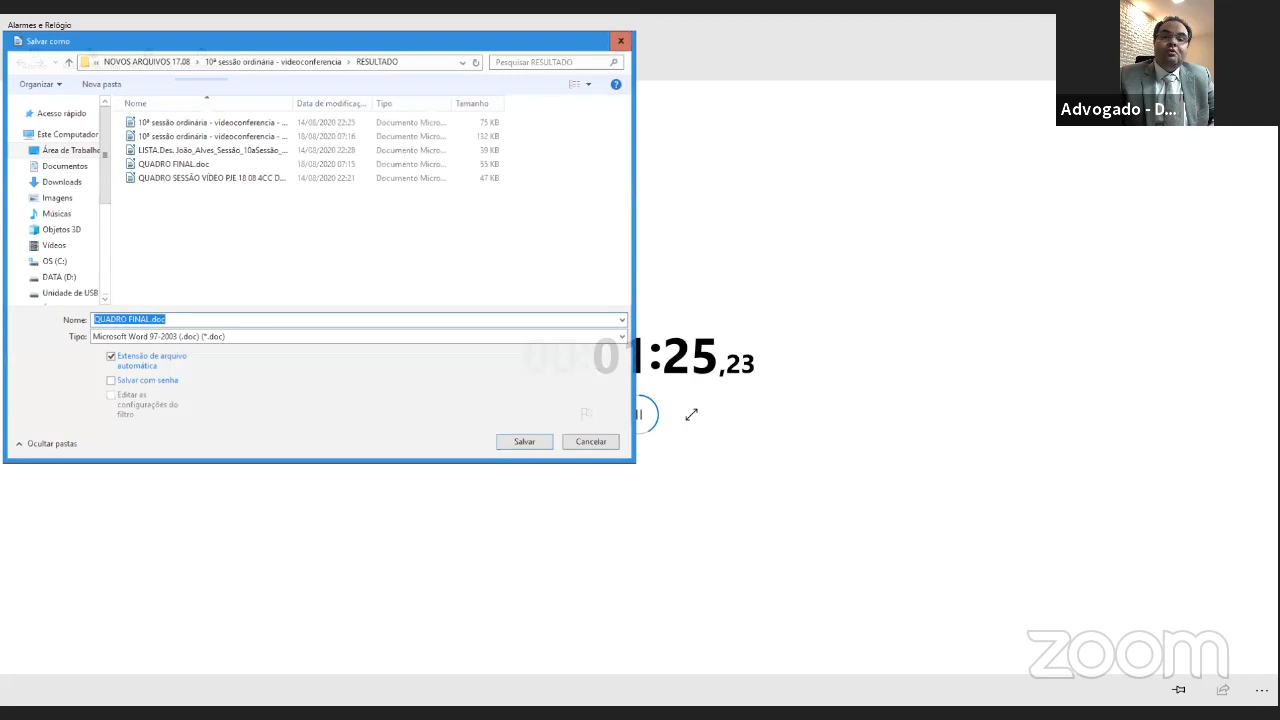 Alarmes e Relógio
Salvar como
« NOVOS ARQUIVOS 17.08 › 10ª sessão ordinária - videoconferencia › RESULTADO
Pesquisar RESULTADO
Organizar
Nova pasta
Acesso rápido
Este Computador
Área de Trabalho
Documentos
Downloads
Imagens
Músicas
Objetos 3D
Vídeos
OS (C:)
DATA (D:)
Unidade de USB
Nome Data de modificaç... Tipo Tamanho
10ª sessão ordinária - videoconferencia - ... 14/08/2020 22:25 Documento Micro... 75 KB
10ª sessão ordinária - videoconferencia - ... 18/08/2020 07:16 Documento Micro... 132 KB
LISTA.Des. João_Alves_Sessão_10aSessão_... 14/08/2020 22:28 Documento Micro... 39 KB
QUADRO FINAL.doc 18/08/2020 07:15 Documento Micro... 55 KB
QUADRO SESSÃO VÍDEO PJE 18 08 4CC D... 14/08/2020 22:21 Documento Micro... 47 KB
Nome: QUADRO FINAL.doc
Tipo: Microsoft Word 97-2003 (.doc) (*.doc)
Extensão de arquivo
automática
Salvar com senha
Editar as
configurações do
filtro
Ocultar pastas
Salvar
Cancelar
00:01:25,23
Advogado - D...
zoom